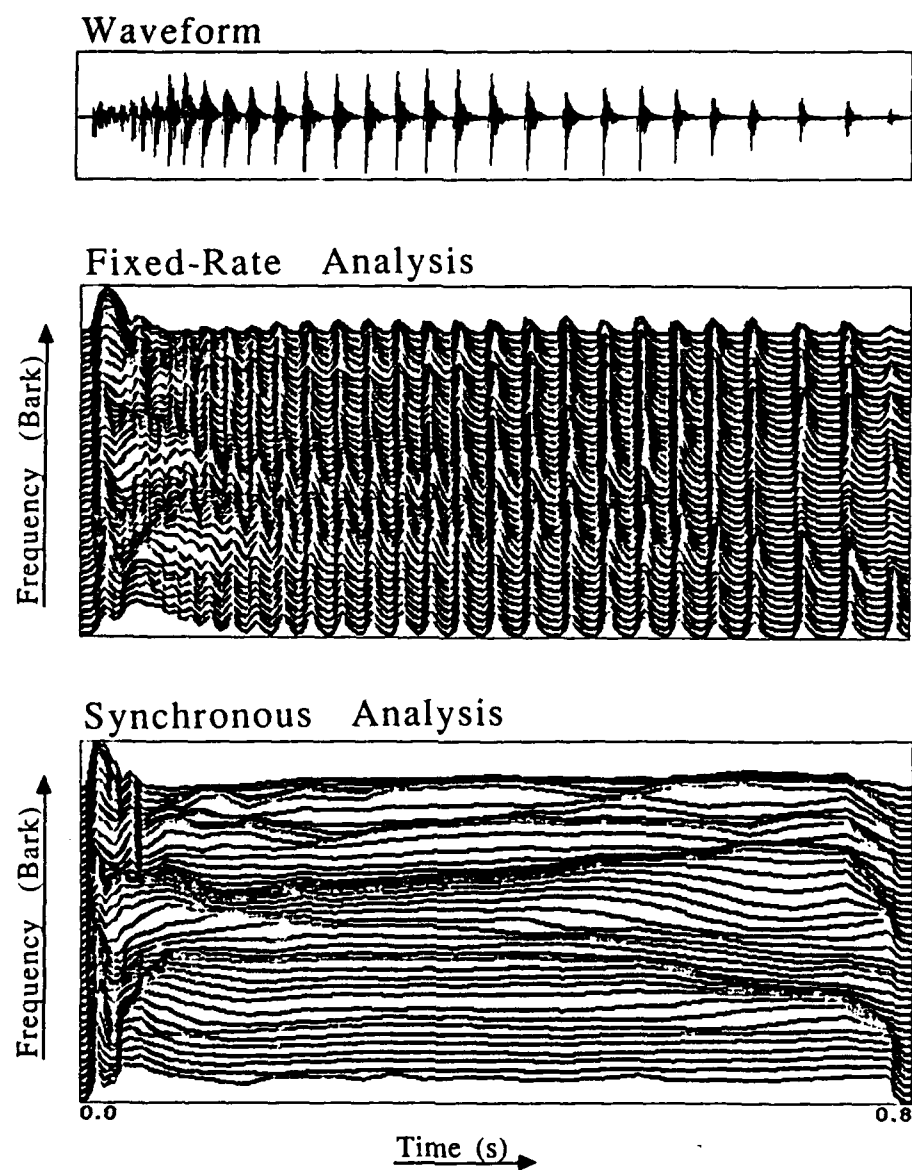 Waveform
Fixed-Rate Analysis
Frequency (Bark)
Synchronous Analysis
Frequency (Bark)
0.0
0.8
Time (s)